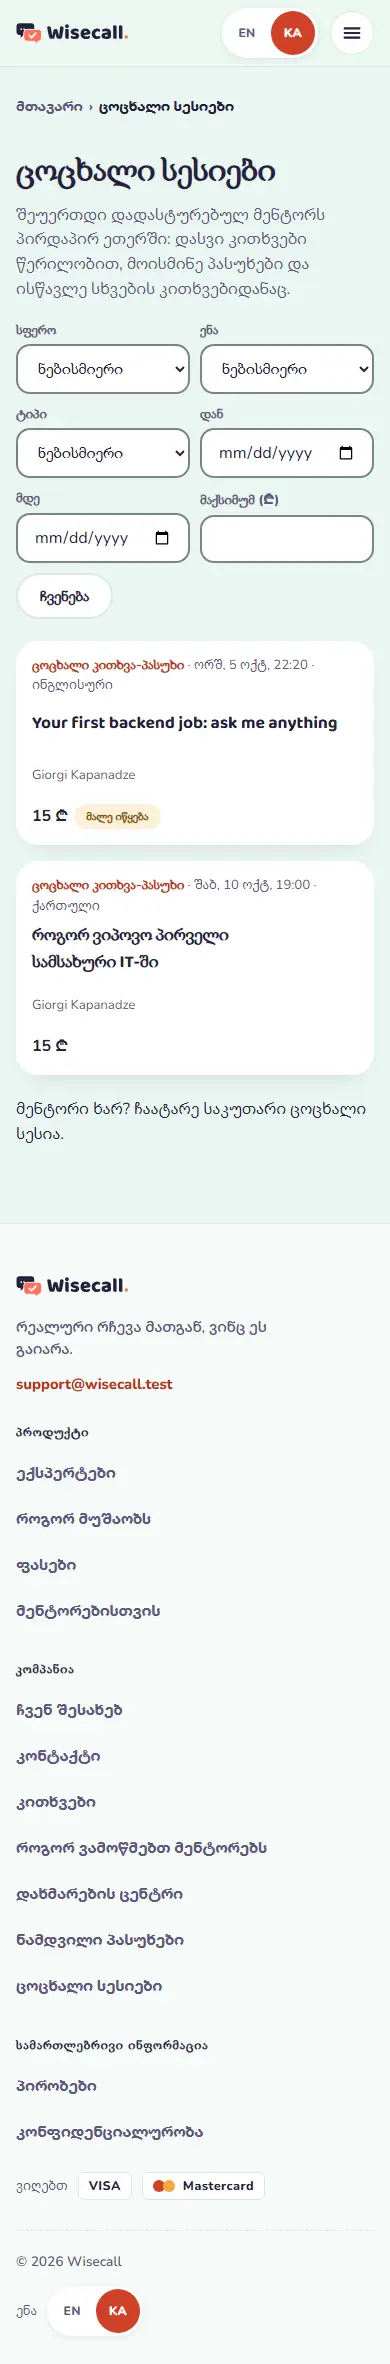 Wisecall.
EN KA
მთავარი › ცოცხალი სესიები
ცოცხალი სესიები
შეუერთდი დადასტურებულ მენტორს
პირდაპირ ეთერში: დასვი კითხვები
წერილობით, მოისმინე პასუხები და
ისწავლე სხვების კითხვებიდანაც.
სფერო ენა
ნებისმიერი ნებისმიერი
ტიპი დან
ნებისმიერი mm/dd/yyyy
მდე მაქსიმუმ (₾)
mm/dd/yyyy
ჩვენება
ცოცხალი კითხვა-პასუხი · ორშ, 5 ოქტ, 22:20 ·
ინგლისური
Your first backend job: ask me anything
Giorgi Kapanadze
15 ₾ მალე იწყება
ცოცხალი კითხვა-პასუხი · შაბ, 10 ოქტ, 19:00 ·
ქართული
როგორ ვიპოვო პირველი
სამსახური IT-ში
Giorgi Kapanadze
15 ₾
მენტორი ხარ? ჩაატარე საკუთარი ცოცხალი
სესია.
Wisecall.
რეალური რჩევა მათგან, ვინც ეს
გაიარა.
support@wisecall.test
პროდუქტი
ექსპერტები
როგორ მუშაობს
ფასები
მენტორებისთვის
კომპანია
ჩვენ შესახებ
კონტაქტი
კითხვები
როგორ ვამოწმებთ მენტორებს
დახმარების ცენტრი
ნამდვილი პასუხები
ცოცხალი სესიები
სამართლებრივი ინფორმაცია
პირობები
კონფიდენციალურობა
ვიღებთ VISA Mastercard
© 2026 Wisecall
ენა EN KA